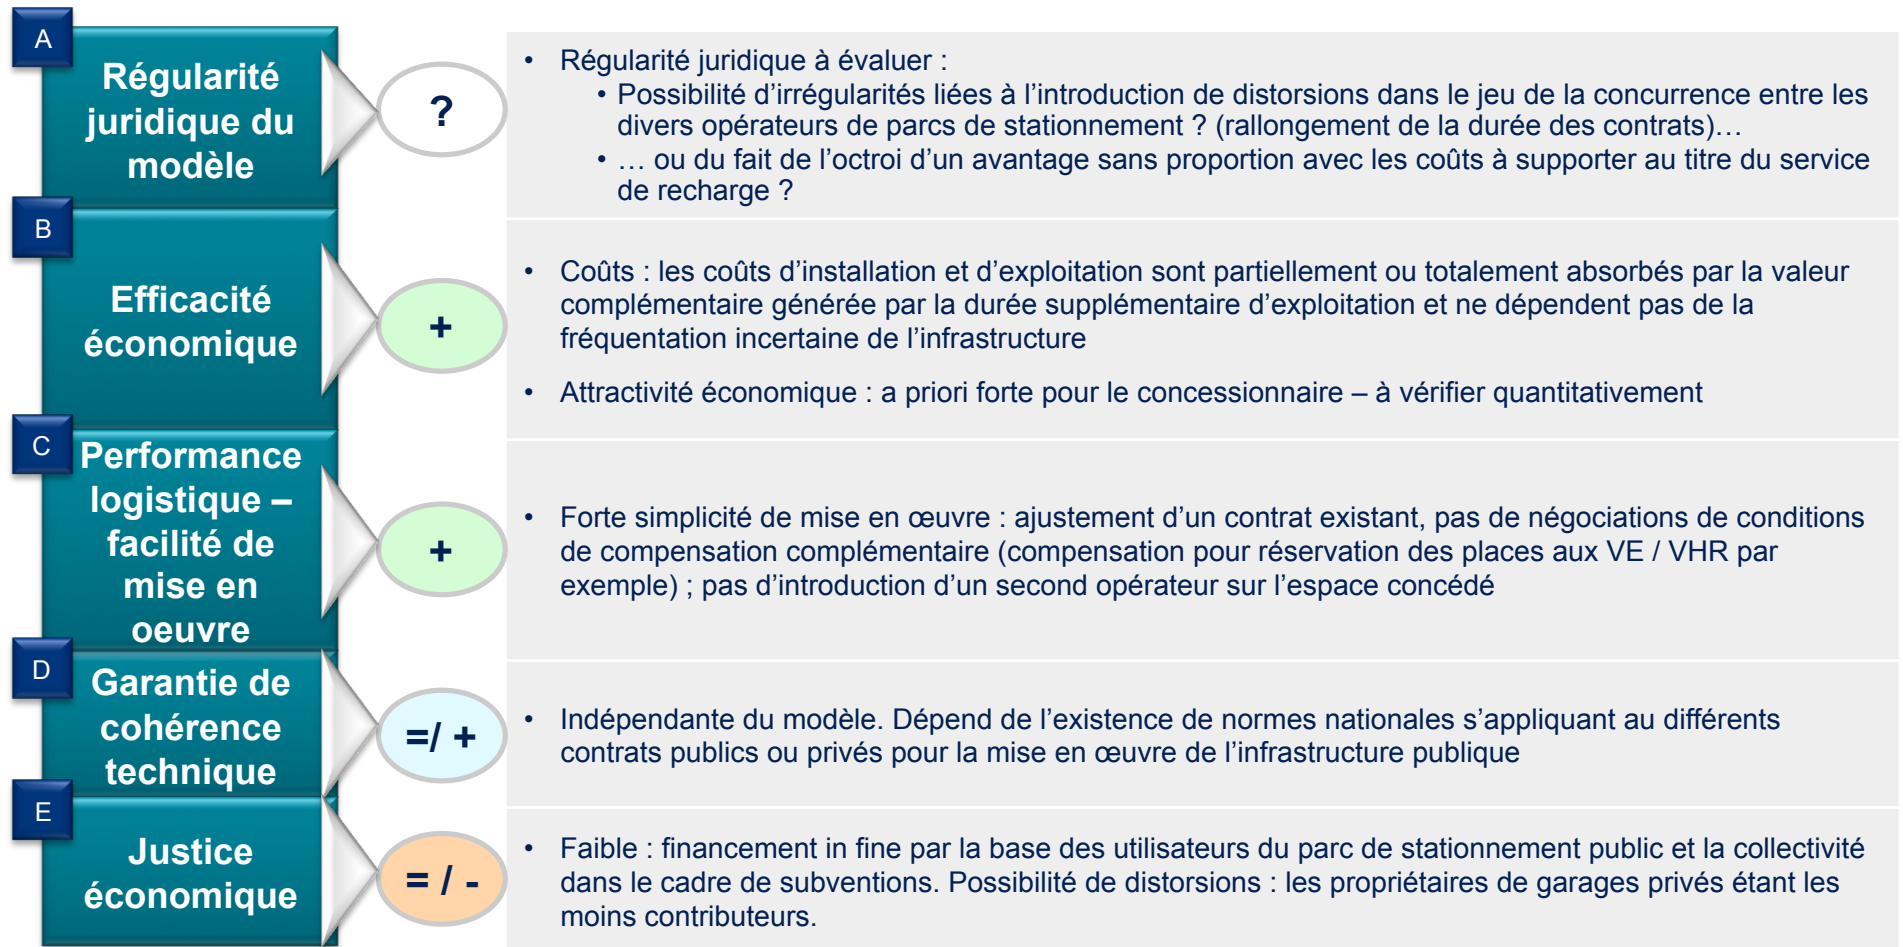 A
Régularité
juridique du
modèle
?
• Régularité juridique à évaluer :
• Possibilité d’irrégularités liées à l’introduction de distorsions dans le jeu de la concurrence entre les
divers opérateurs de parcs de stationnement ? (rallongement de la durée des contrats)…
• … ou du fait de l’octroi d’un avantage sans proportion avec les coûts à supporter au titre du service
de recharge ?
B
Efficacité
économique
+
• Coûts : les coûts d’installation et d’exploitation sont partiellement ou totalement absorbés par la valeur
complémentaire générée par la durée supplémentaire d’exploitation et ne dépendent pas de la
fréquentation incertaine de l’infrastructure
• Attractivité économique : a priori forte pour le concessionnaire – à vérifier quantitativement
C
Performance
logistique –
facilité de
mise en
oeuvre
+
• Forte simplicité de mise en œuvre : ajustement d’un contrat existant, pas de négociations de conditions
de compensation complémentaire (compensation pour réservation des places aux VE / VHR par
exemple) ; pas d’introduction d’un second opérateur sur l’espace concédé
D
Garantie de
cohérence
technique
=/ +
• Indépendante du modèle. Dépend de l’existence de normes nationales s’appliquant au différents
contrats publics ou privés pour la mise en œuvre de l’infrastructure publique
E
Justice
économique
= / -
• Faible : financement in fine par la base des utilisateurs du parc de stationnement public et la collectivité
dans le cadre de subventions. Possibilité de distorsions : les propriétaires de garages privés étant les
moins contributeurs.